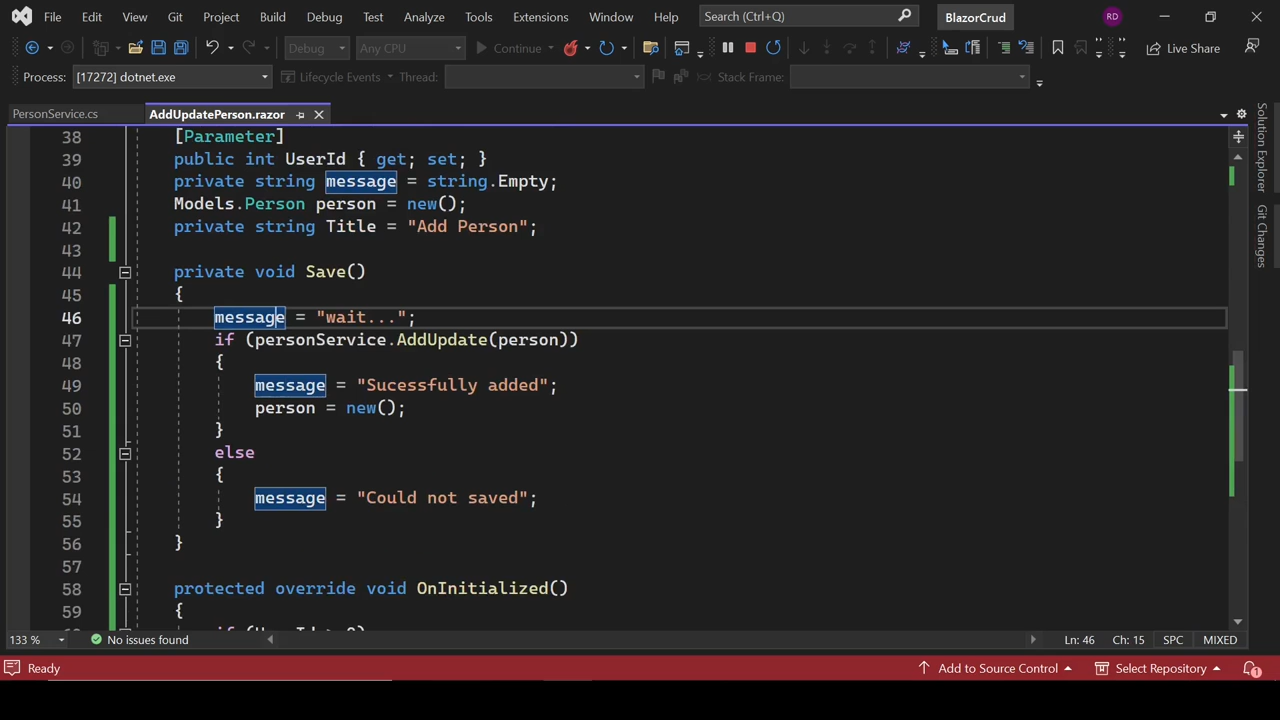 File Edit View Git Project Build Debug Test Analyze Tools Extensions Window Help Search (Ctrl+Q) BlazorCrud RD
Debug Any CPU Continue Live Share
Process: [17272] dotnet.exe Lifecycle Events Thread: Stack Frame:
PersonService.cs AddUpdatePerson.razor
38 [Parameter]
39 public int UserId { get; set; }
40 private string message = string.Empty;
41 Models.Person person = new();
42 private string Title = "Add Person";
43
44 private void Save()
45 {
46 message = "wait...";
47 if (personService.AddUpdate(person))
48 {
49 message = "Sucessfully added";
50 person = new();
51 }
52 else
53 {
54 message = "Could not saved";
55 }
56 }
57
58 protected override void OnInitialized()
59 {
if (UserId > 0)
Solution Explorer
Git Changes
133 % No issues found Ln: 46 Ch: 15 SPC MIXED
Ready Add to Source Control Select Repository 1